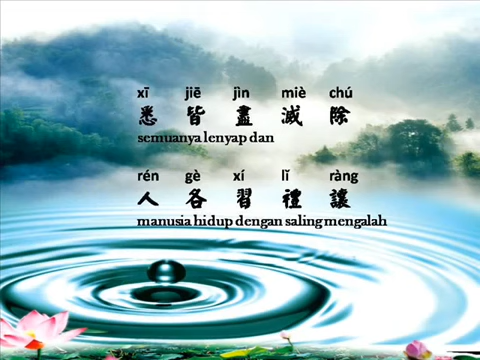 xī jiē jìn miè chú
悉 皆 盡 滅 除
semuanya lenyap dan
rén gè xí lǐ ràng
人 各 習 禮 讓
manusia hidup dengan saling mengalah